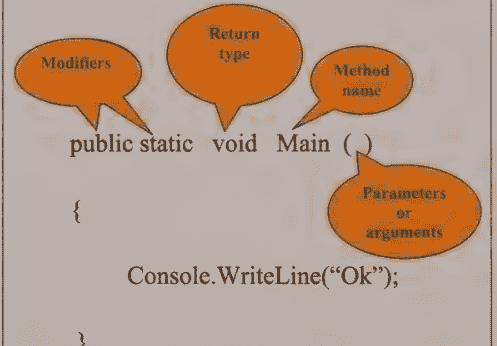 Modifiers
Return
type
Method
name
public static void Main ( )
Parameters
or
arguments
{
Console.WriteLine(“Ok”);
}